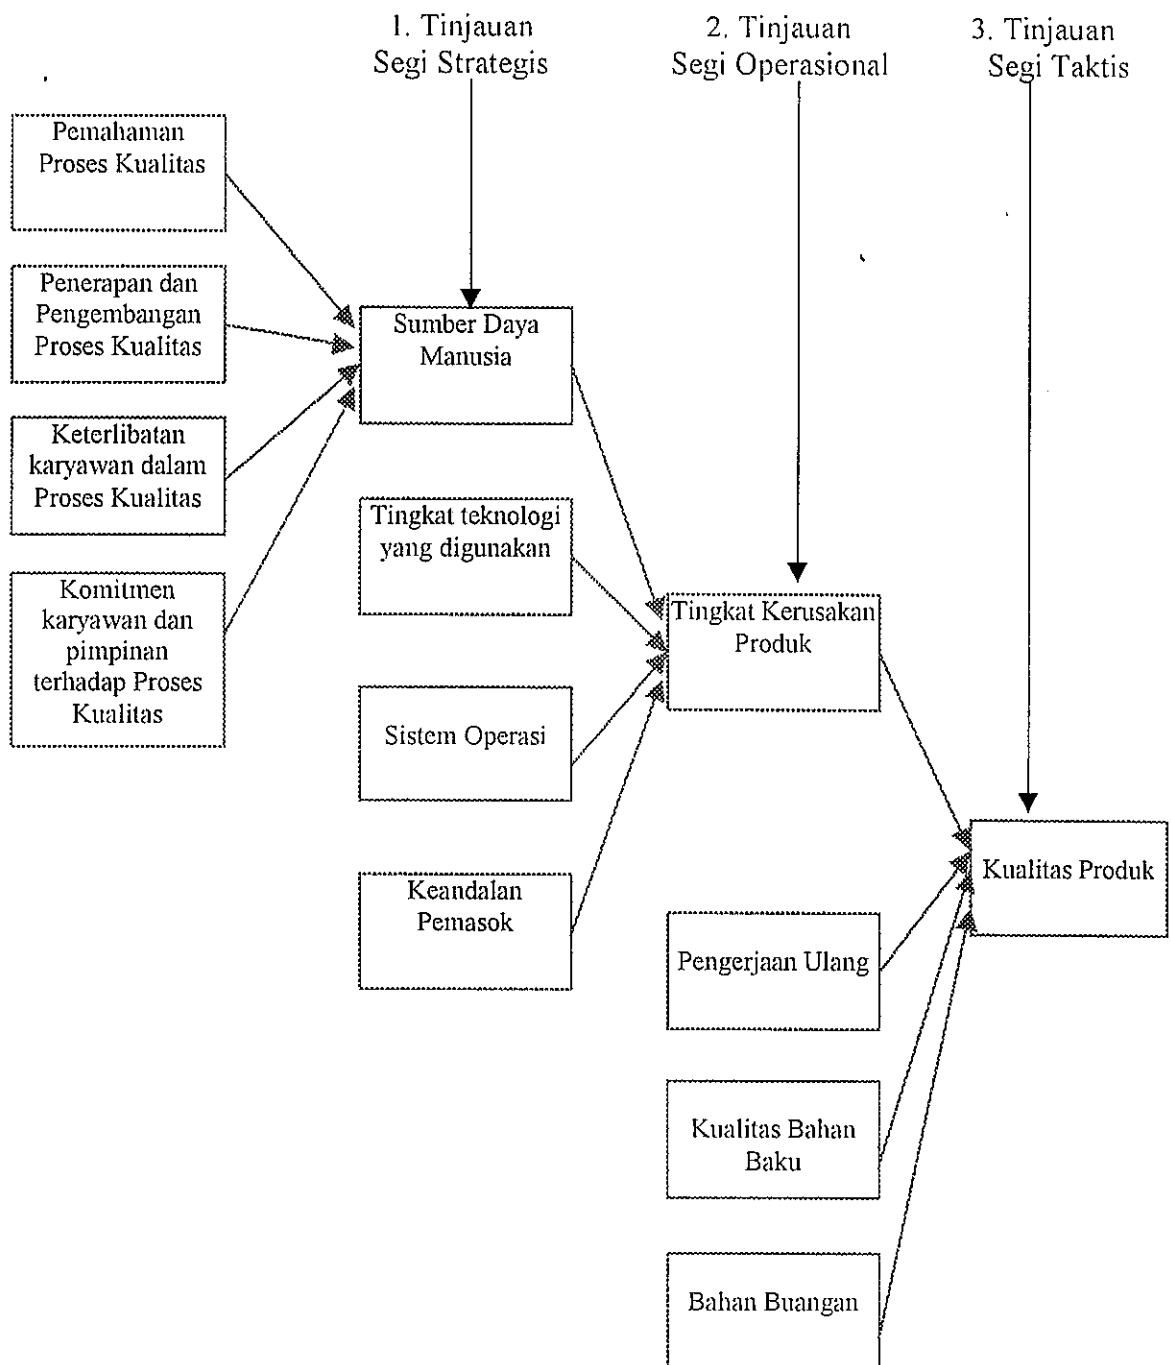 1. Tinjauan
Segi Strategis
2. Tinjauan
Segi Operasional
3. Tinjauan
Segi Taktis
Pemahaman
Proses Kualitas
Penerapan dan
Pengembangan
Proses Kualitas
Keterlibatan
karyawan dalam
Proses Kualitas
Komitmen
karyawan dan
pimpinan
terhadap Proses
Kualitas
Sumber Daya
Manusia
Tingkat teknologi
yang digunakan
Sistem Operasi
Keandalan
Pemasok
Tingkat Kerusakan
Produk
Pengerjaan Ulang
Kualitas Bahan
Baku
Bahan Buangan
Kualitas Produk